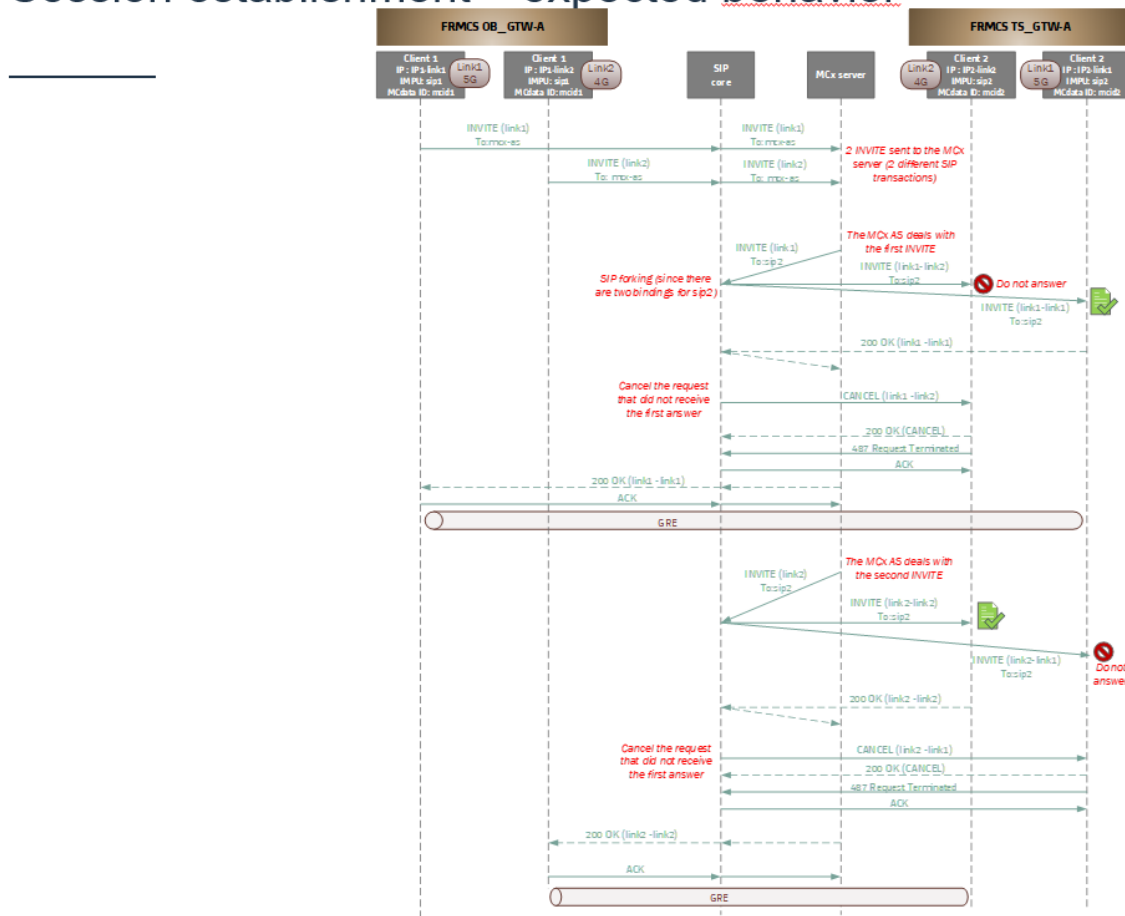 Session establishment – expected behavior
FRMCS OB_GTW-A
FRMCS TS_GTW-A
Client 1
IP : IP1-link1
IMPU: sip1
MCdata ID: mcid1
Link1
5G
Client 1
IP : IP1-link2
IMPU: sip1
MCdata ID: mcid1
Link2
4G
SIP
core
MCx server
Link2
4G
Client 2
IP : IP2-link2
IMPU: sip2
MCdata ID: mcid2
Link1
5G
Client 2
IP : IP2-link1
IMPU: sip2
MCdata ID: mcid2
INVITE (link1)
To:mcx-as
INVITE (link1)
To:mcx-as
INVITE (link2)
To: mcx-as
INVITE (link2)
To: mcx-as
2 INVITE sent to the MCx
server (2 different SIP
transactions)
The MCx AS deals with
the first INVITE
INVITE (link1)
To:sip2
INVITE (link1-link2)
To:sip2
SIP forking (since there
are two bindings for sip2)
Do not answer
INVITE (link1-link1)
To:sip2
200 OK (link1 -link1)
Cancel the request
that did not receive
the first answer
CANCEL (link1 -link2)
200 OK (CANCEL)
487 Request Terminated
ACK
200 OK (link1 -link1)
ACK
GRE
The MCx AS deals with
the second INVITE
INVITE (link2)
To:sip2
INVITE (link2-link2)
To:sip2
INVITE (link2-link1)
To:sip2
Do not
answer
200 OK (link2 -link2)
Cancel the request
that did not receive
the first answer
CANCEL (link2 -link1)
200 OK (CANCEL)
487 Request Terminated
ACK
200 OK (link2 -link2)
ACK
GRE